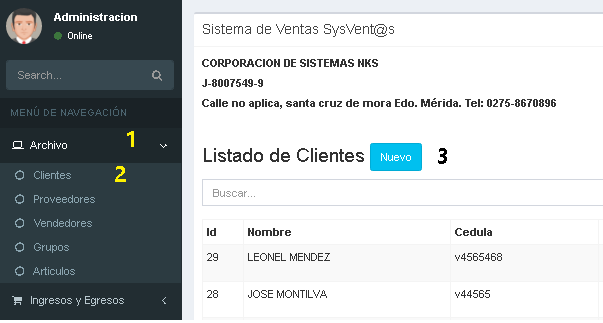 Administracion
Online
Search...
MENÚ DE NAVEGACIÓN
Archivo 1
Clientes 2
Proveedores
Vendedores
Grupos
Articulos
Ingresos y Egresos
Sistema de Ventas SysVent@s
CORPORACION DE SISTEMAS NKS
J-8007549-9
Calle no aplica, santa cruz de mora Edo. Mérida. Tel: 0275-8670896
Listado de Clientes Nuevo 3
Buscar...
Id Nombre Cedula
29 LEONEL MENDEZ v4565468
28 JOSE MONTILVA v44565